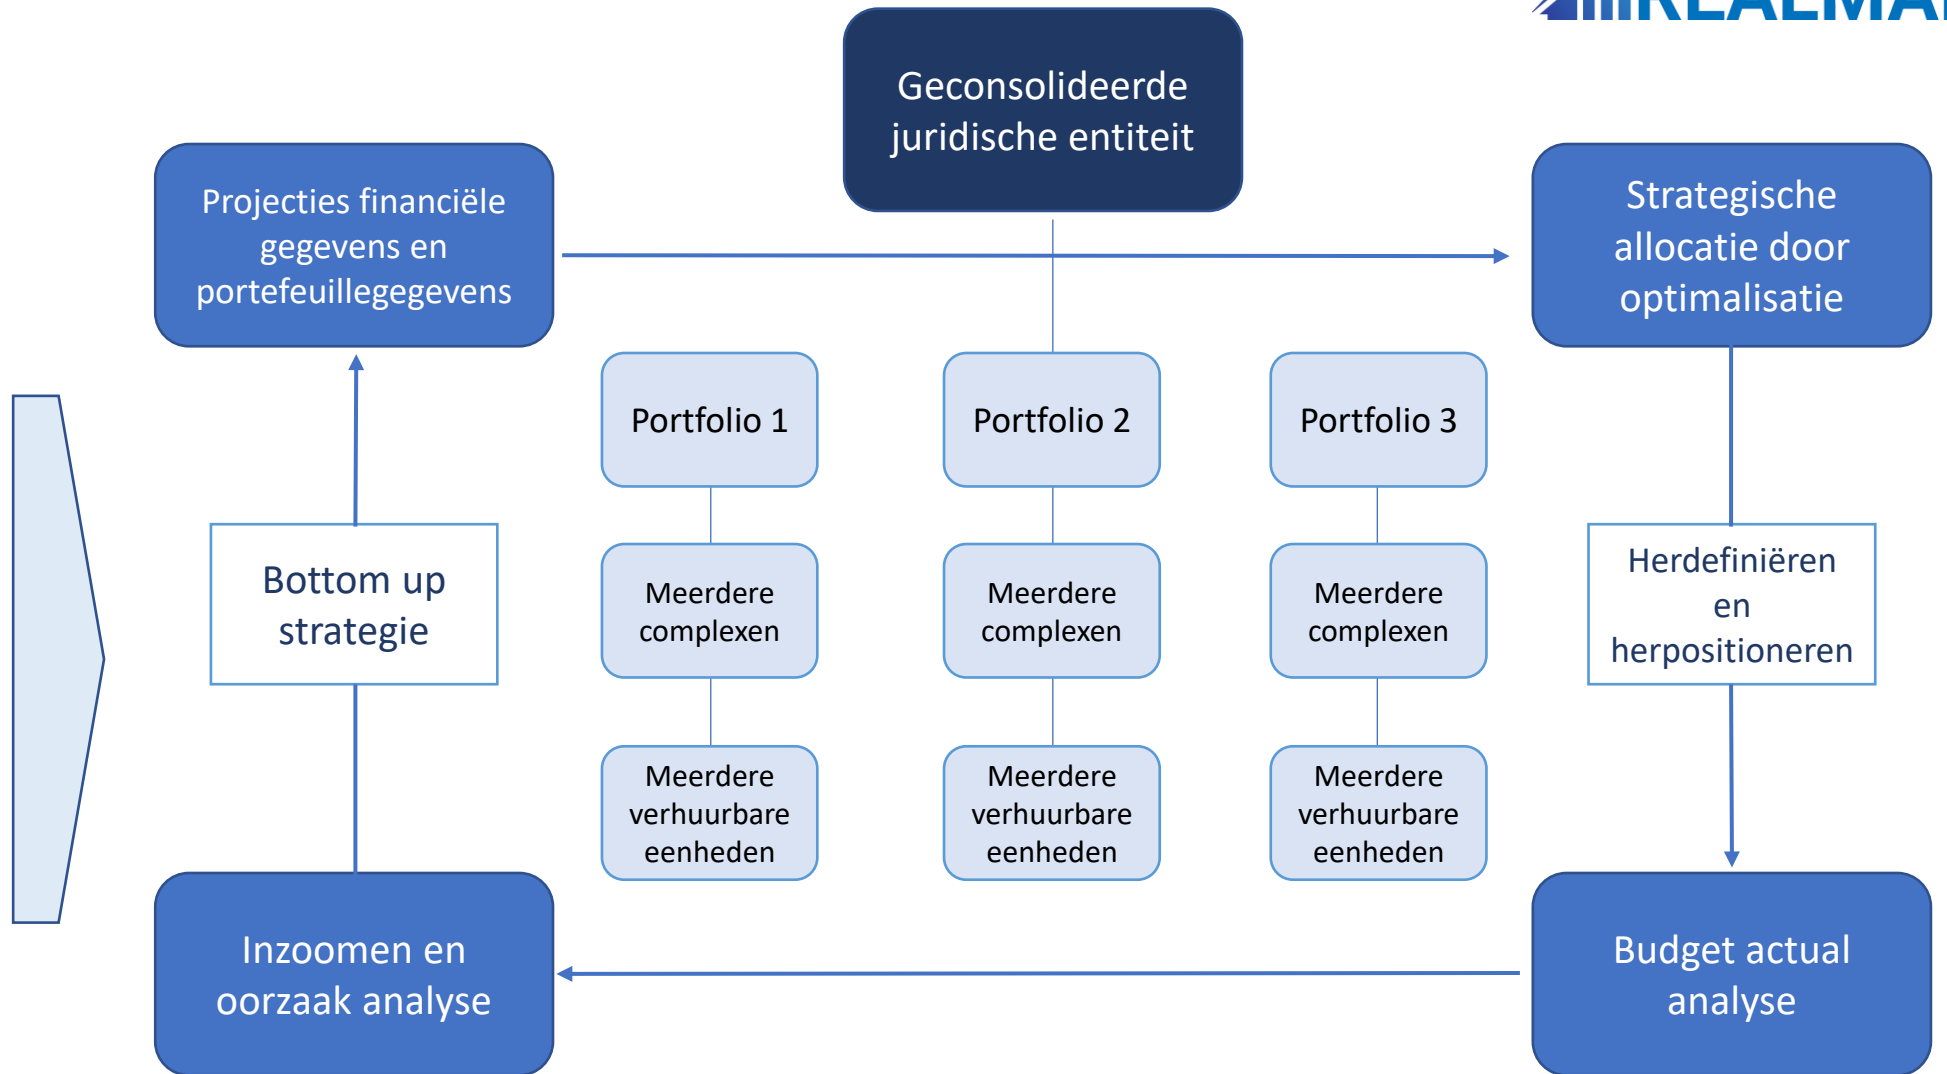 Geconsolideerde
juridische entiteit
Projecties financiële
gegevens en
portefeuillegegevens
Strategische
allocatie door
optimalisatie
Portfolio 1
Portfolio 2
Portfolio 3
Bottom up
strategie
Meerdere
complexen
Meerdere
complexen
Meerdere
complexen
Herdefiniëren
en
herpositioneren
Meerdere
verhuurbare
eenheden
Meerdere
verhuurbare
eenheden
Meerdere
verhuurbare
eenheden
Inzoomen en
oorzaak analyse
Budget actual
analyse